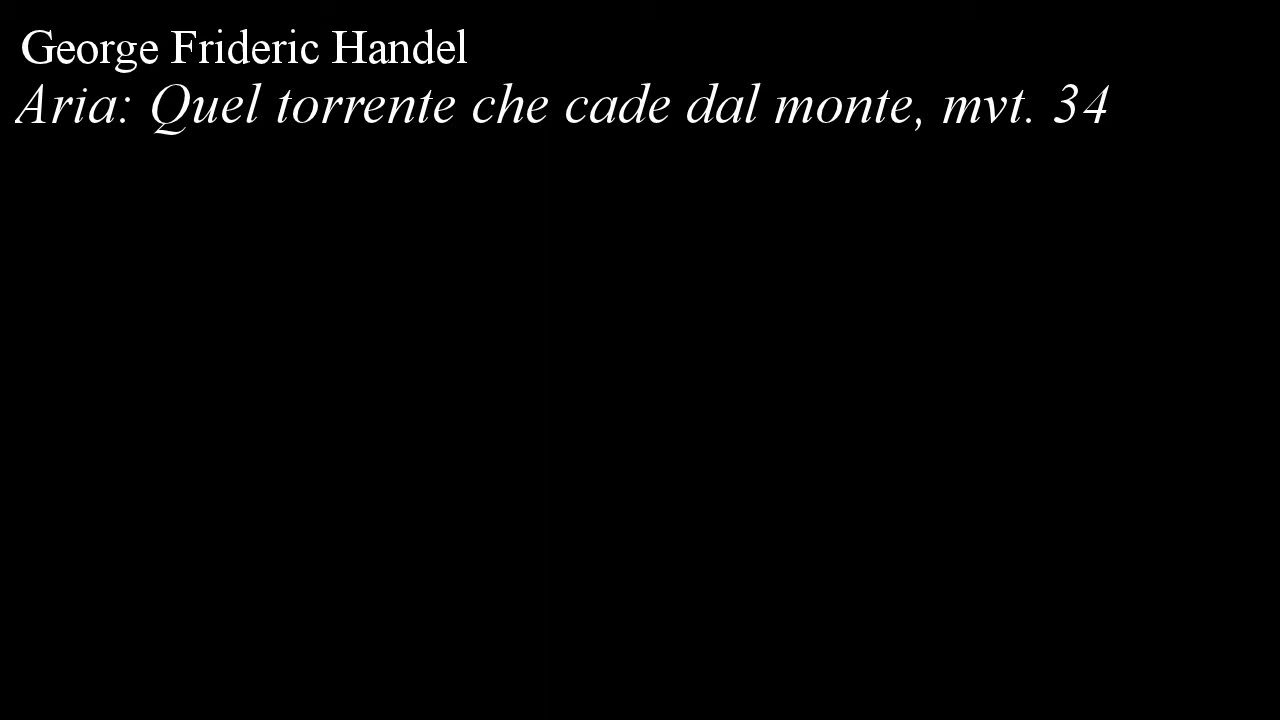 George Frideric Handel
Aria: Quel torrente che cade dal monte, mvt. 34